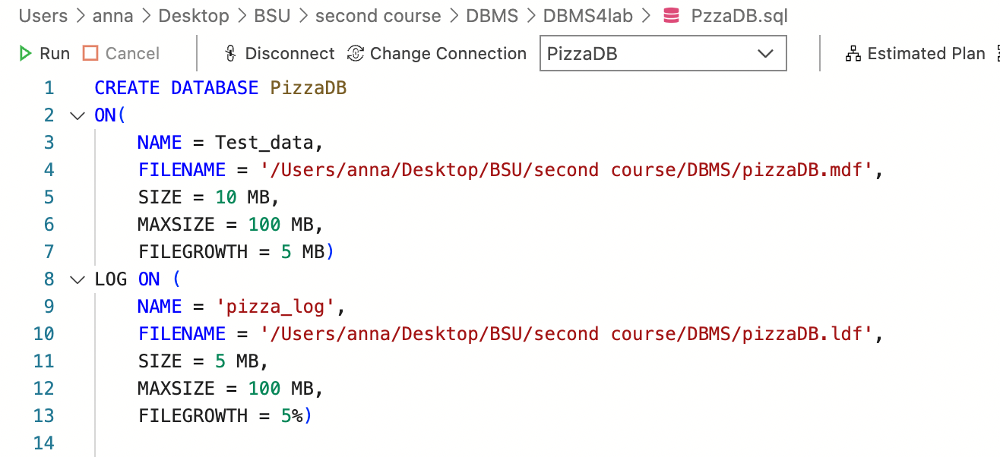 Users > anna > Desktop > BSU > second course > DBMS > DBMS4lab > PzzaDB.sql
Run Cancel Disconnect Change Connection PizzaDB Estimated Plan
1 CREATE DATABASE PizzaDB
2 ON(
3 NAME = Test_data,
4 FILENAME = '/Users/anna/Desktop/BSU/second course/DBMS/pizzaDB.mdf',
5 SIZE = 10 MB,
6 MAXSIZE = 100 MB,
7 FILEGROWTH = 5 MB)
8 LOG ON (
9 NAME = 'pizza_log',
10 FILENAME = '/Users/anna/Desktop/BSU/second course/DBMS/pizzaDB.ldf',
11 SIZE = 5 MB,
12 MAXSIZE = 100 MB,
13 FILEGROWTH = 5%)
14